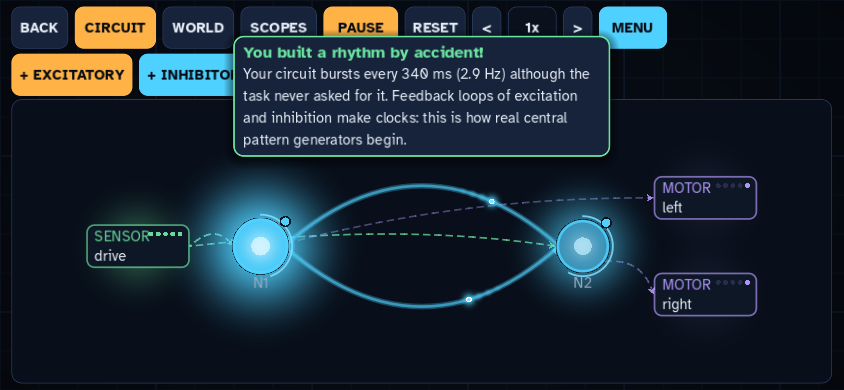 BACK CIRCUIT WORLD SCOPES PAUSE RESET < 1x > MENU
+ EXCITATORY + INHIBITOR
You built a rhythm by accident!
Your circuit bursts every 340 ms (2.9 Hz) although the
task never asked for it. Feedback loops of excitation
and inhibition make clocks: this is how real central
pattern generators begin.
SENSOR
drive
N1
N2
MOTOR
left
MOTOR
right